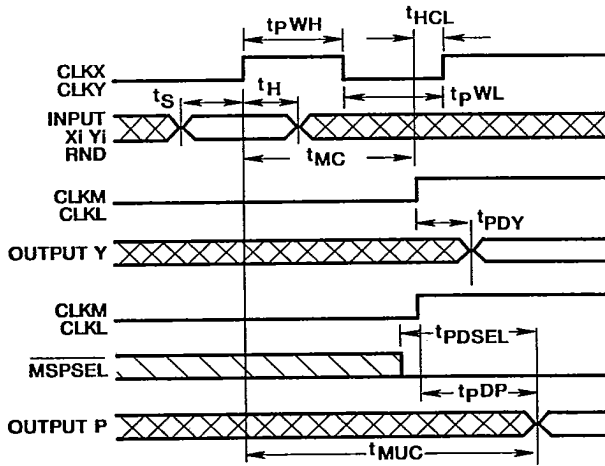 tPWH
tHCL
CLKX
CLKY
tS
tH
tPWL
INPUT
Xi Yi
RND
tMC
CLKM
CLKL
tPDY
OUTPUT Y
CLKM
CLKL
tPDSEL
MSPSEL
tPDP
OUTPUT P
tMUC